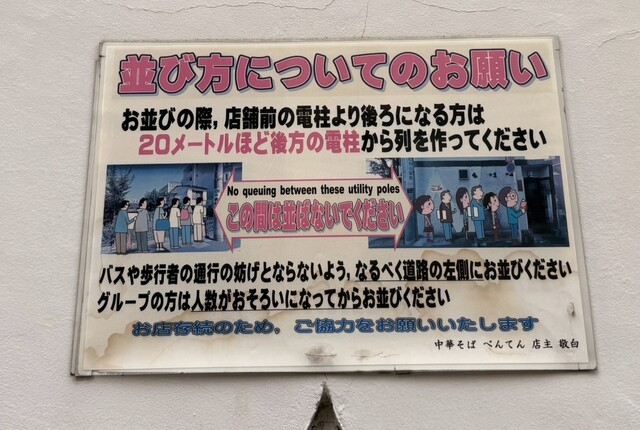 並び方についてのお願い
お並びの際,店舗前の電柱より後ろになる方は
20メートルほど後方の電柱から列を作ってください
No queuing between these utility poles
この間は並ばないでください
バスや歩行者の通行の妨げとならないよう,なるべく道路の左側にお並びください
グループの方は人数がおそろいになってからお並びください
お店存続のため,ご協力をお願いいたします
中華そば べんてん 店主 敬白